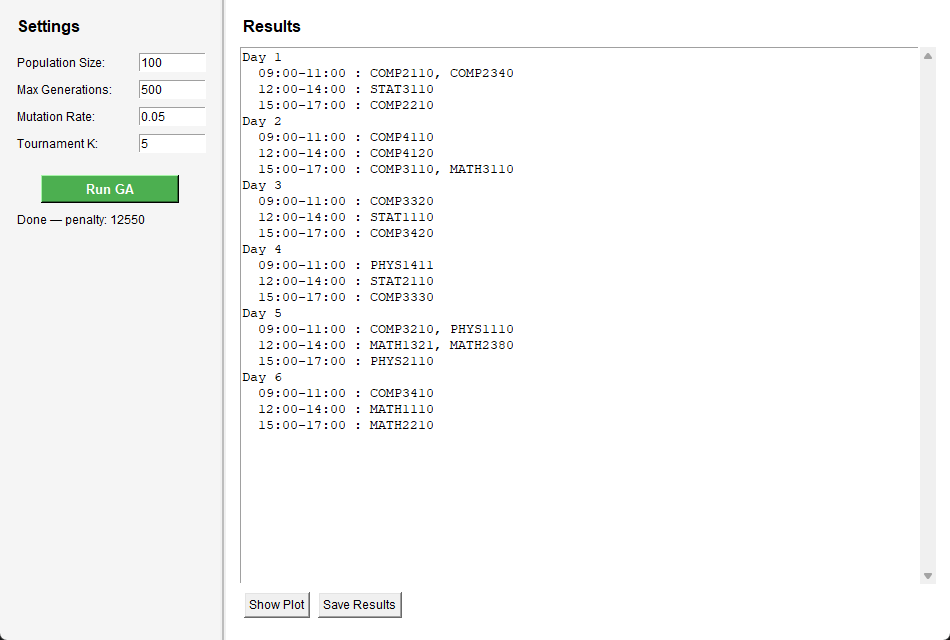 Settings
Population Size: 100
Max Generations: 500
Mutation Rate: 0.05
Tournament K: 5
Run GA
Done — penalty: 12550
Results
Day 1
09:00-11:00 : COMP2110, COMP2340
12:00-14:00 : STAT3110
15:00-17:00 : COMP2210
Day 2
09:00-11:00 : COMP4110
12:00-14:00 : COMP4120
15:00-17:00 : COMP3110, MATH3110
Day 3
09:00-11:00 : COMP3320
12:00-14:00 : STAT1110
15:00-17:00 : COMP3420
Day 4
09:00-11:00 : PHYS1411
12:00-14:00 : STAT2110
15:00-17:00 : COMP3330
Day 5
09:00-11:00 : COMP3210, PHYS1110
12:00-14:00 : MATH1321, MATH2380
15:00-17:00 : PHYS2110
Day 6
09:00-11:00 : COMP3410
12:00-14:00 : MATH1110
15:00-17:00 : MATH2210
Show Plot Save Results